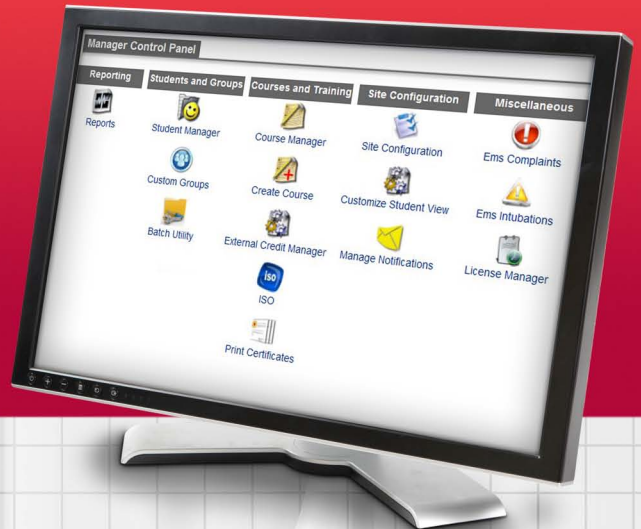 Manager Control Panel
Reporting
Reports
Students and Groups
Student Manager
Custom Groups
Batch Utility
Courses and Training
Course Manager
Create Course
External Credit Manager
iso
ISO
Print Certificates
Site Configuration
Site Configuration
Customize Student View
Manage Notifications
Miscellaneous
Ems Complaints
Ems Intubations
License Manager